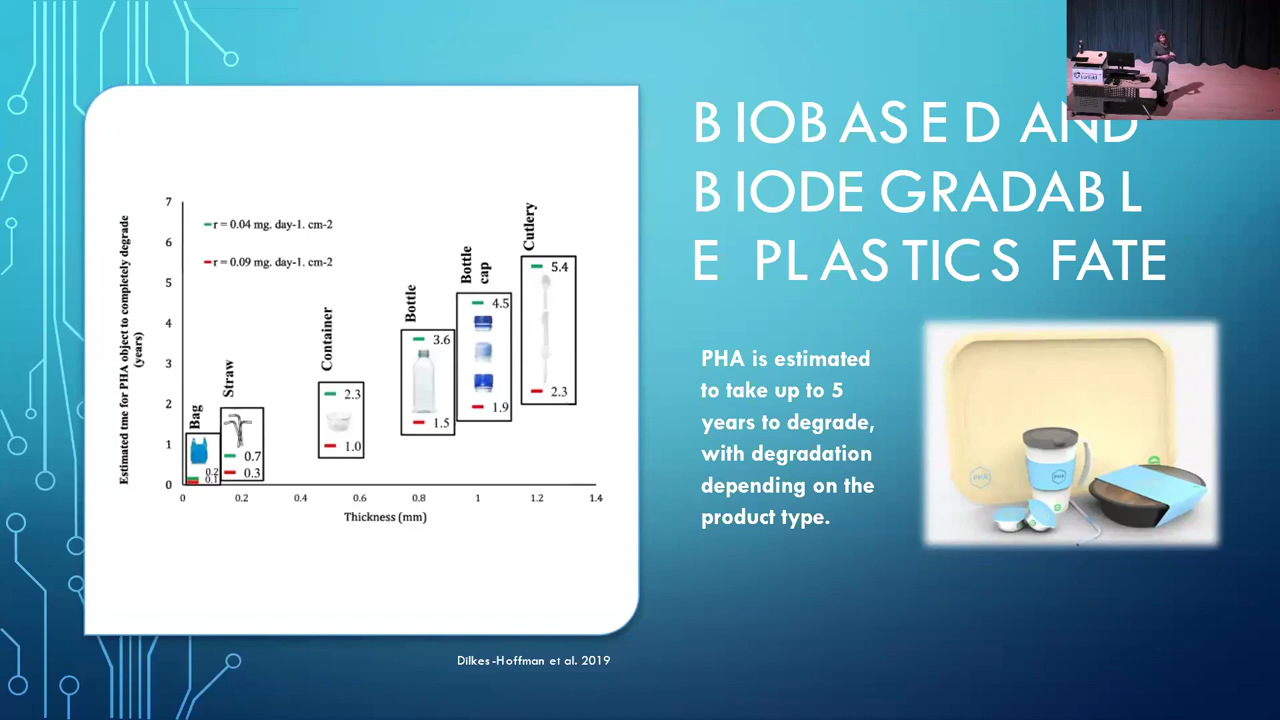 BIOBASED AND
BIODEGRADABL
E PLASTICS FATE
PHA is estimated
to take up to 5
years to degrade,
with degradation
depending on the
product type.
Estimated tme for PHA object to completely degrade
(years)
7
6
5
4
3
2
1
0
r = 0.04 mg. day-1. cm-2
r = 0.09 mg. day-1. cm-2
Bag
0.2
0.1
Straw
0.7
0.3
Container
2.3
1.0
Bottle
3.6
1.5
Bottle
cap
4.5
1.9
Cutlery
5.4
2.3
0 0.2 0.4 0.6 0.8 1 1.2 1.4
Thickness (mm)
PHA
PHA
Dilkes-Hoffman et al. 2019